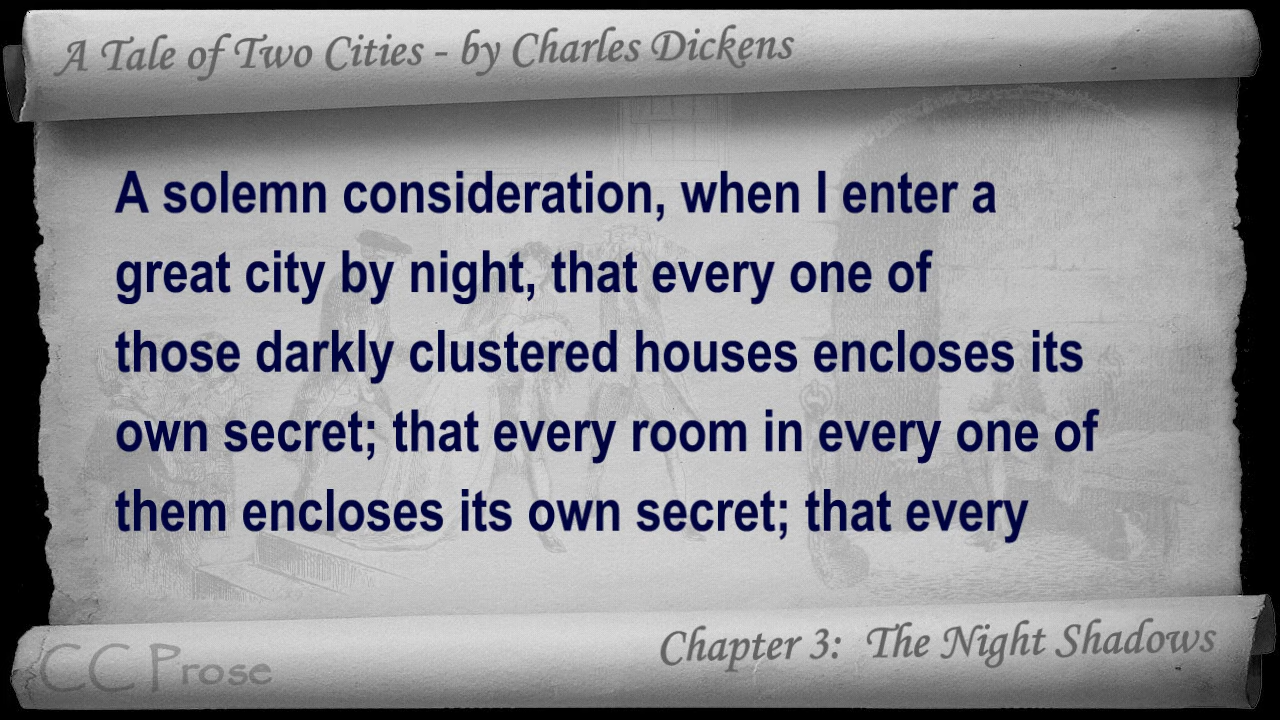 A Tale of Two Cities - by Charles Dickens
A solemn consideration, when I enter a
great city by night, that every one of
those darkly clustered houses encloses its
own secret; that every room in every one of
them encloses its own secret; that every
Chapter 3: The Night Shadows
CC Prose